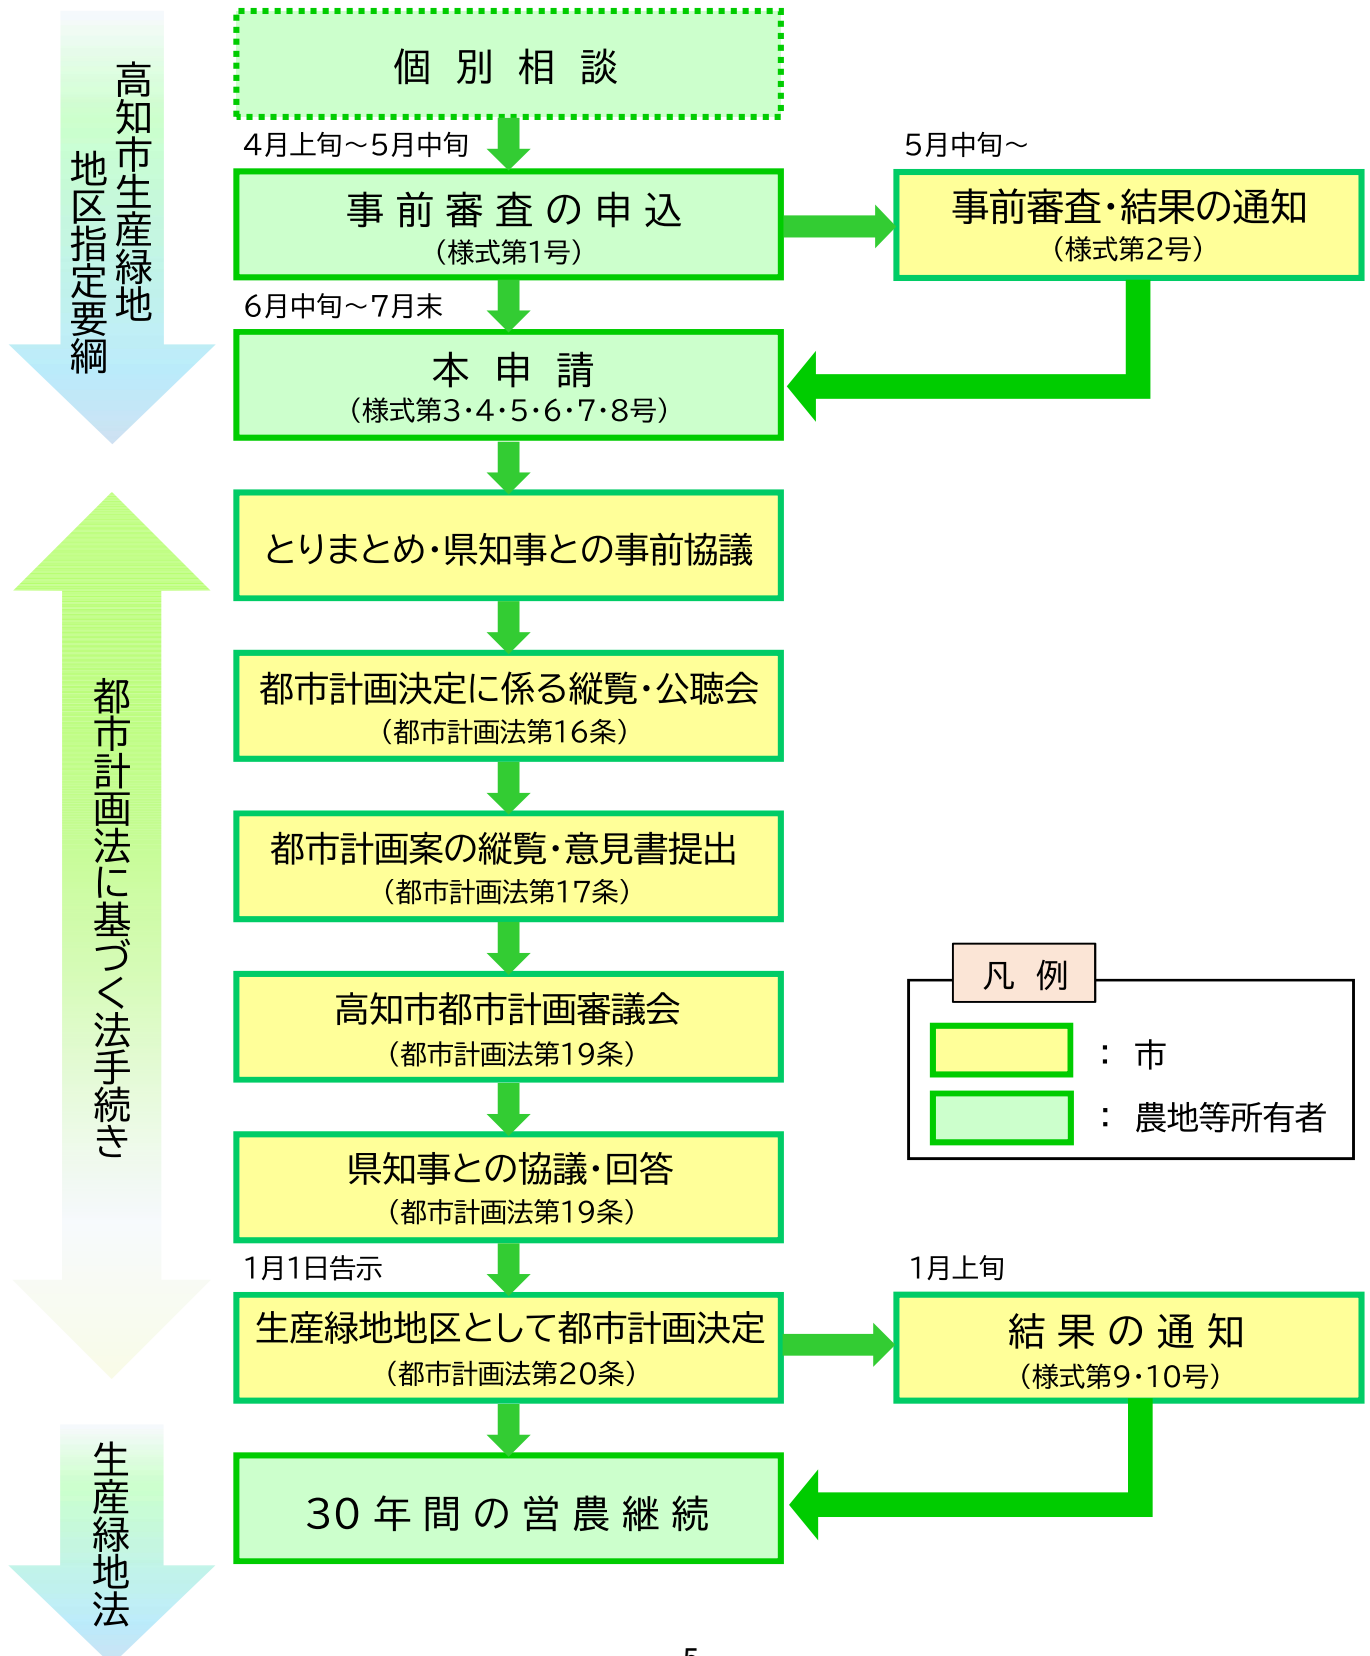 高知市生産緑地
地区指定要綱
個別相談
4月上旬～5月中旬
事前審査の申込
（様式第1号）
5月中旬～
事前審査・結果の通知
（様式第2号）
6月中旬～7月末
本申請
（様式第3・4・5・6・7・8号）
都市計画法に基づく法手続き
とりまとめ・県知事との事前協議
都市計画決定に係る縦覧・公聴会
（都市計画法第16条）
都市計画案の縦覧・意見書提出
（都市計画法第17条）
高知市都市計画審議会
（都市計画法第19条）
県知事との協議・回答
（都市計画法第19条）
凡例
： 市
： 農地等所有者
1月1日告示
生産緑地地区として都市計画決定
（都市計画法第20条）
1月上旬
結果の通知
（様式第9・10号）
生産緑地法
30年間の営農継続
5